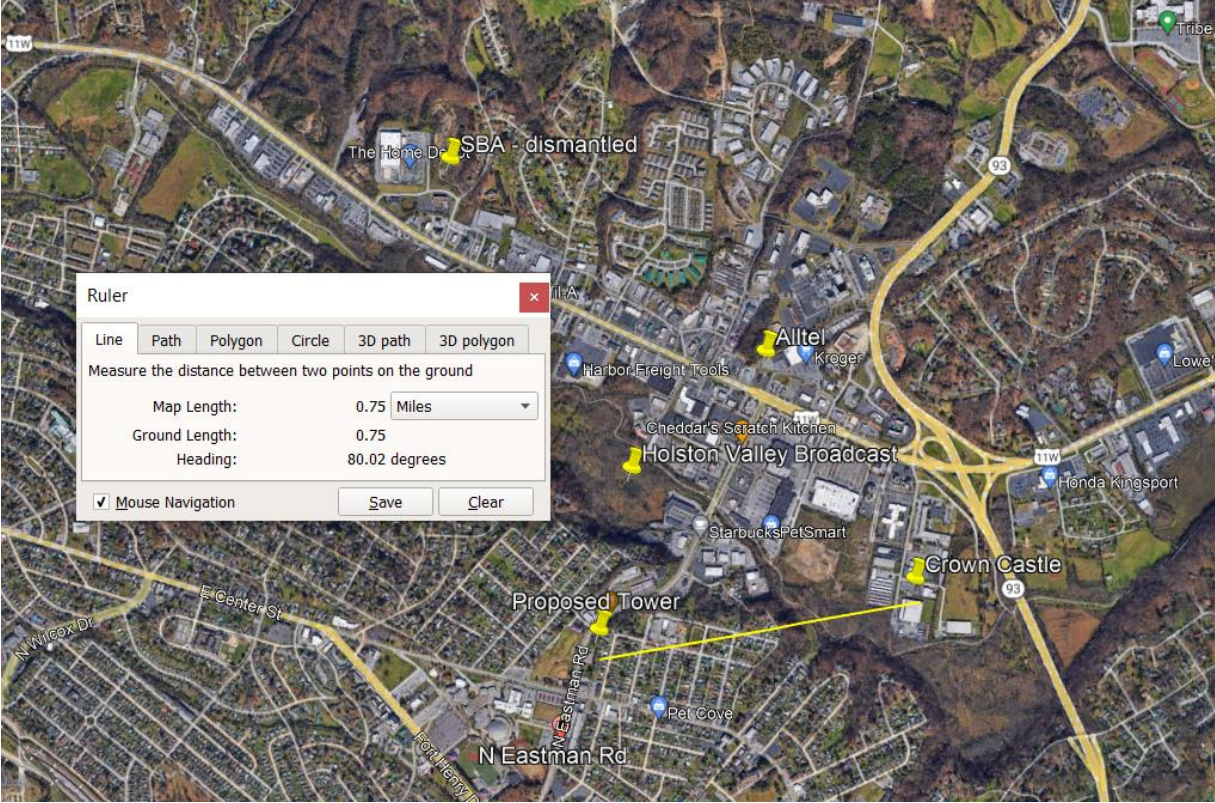 11W
Tribe
The Home Depot
SBA - dismantled
93
Ruler
Line
Path
Polygon
Circle
3D path
3D polygon
Measure the distance between two points on the ground
Map Length:
0.75 Miles
Ground Length:
0.75
Heading:
80.02 degrees
Mouse Navigation
Save
Clear
fil-A
Alltel
Kroger
Harbor Freight Tools
Lowe'
11W
Cheddar's Scratch Kitchen
Holston Valley Broadcast
11W
Honda Kingsport
Starbucks
PetSmart
Crown Castle
93
Proposed Tower
E Center St
N Wilcox Dr
N Eastman Rd
Pet Cove
N Eastman Rd
Fort Henry D